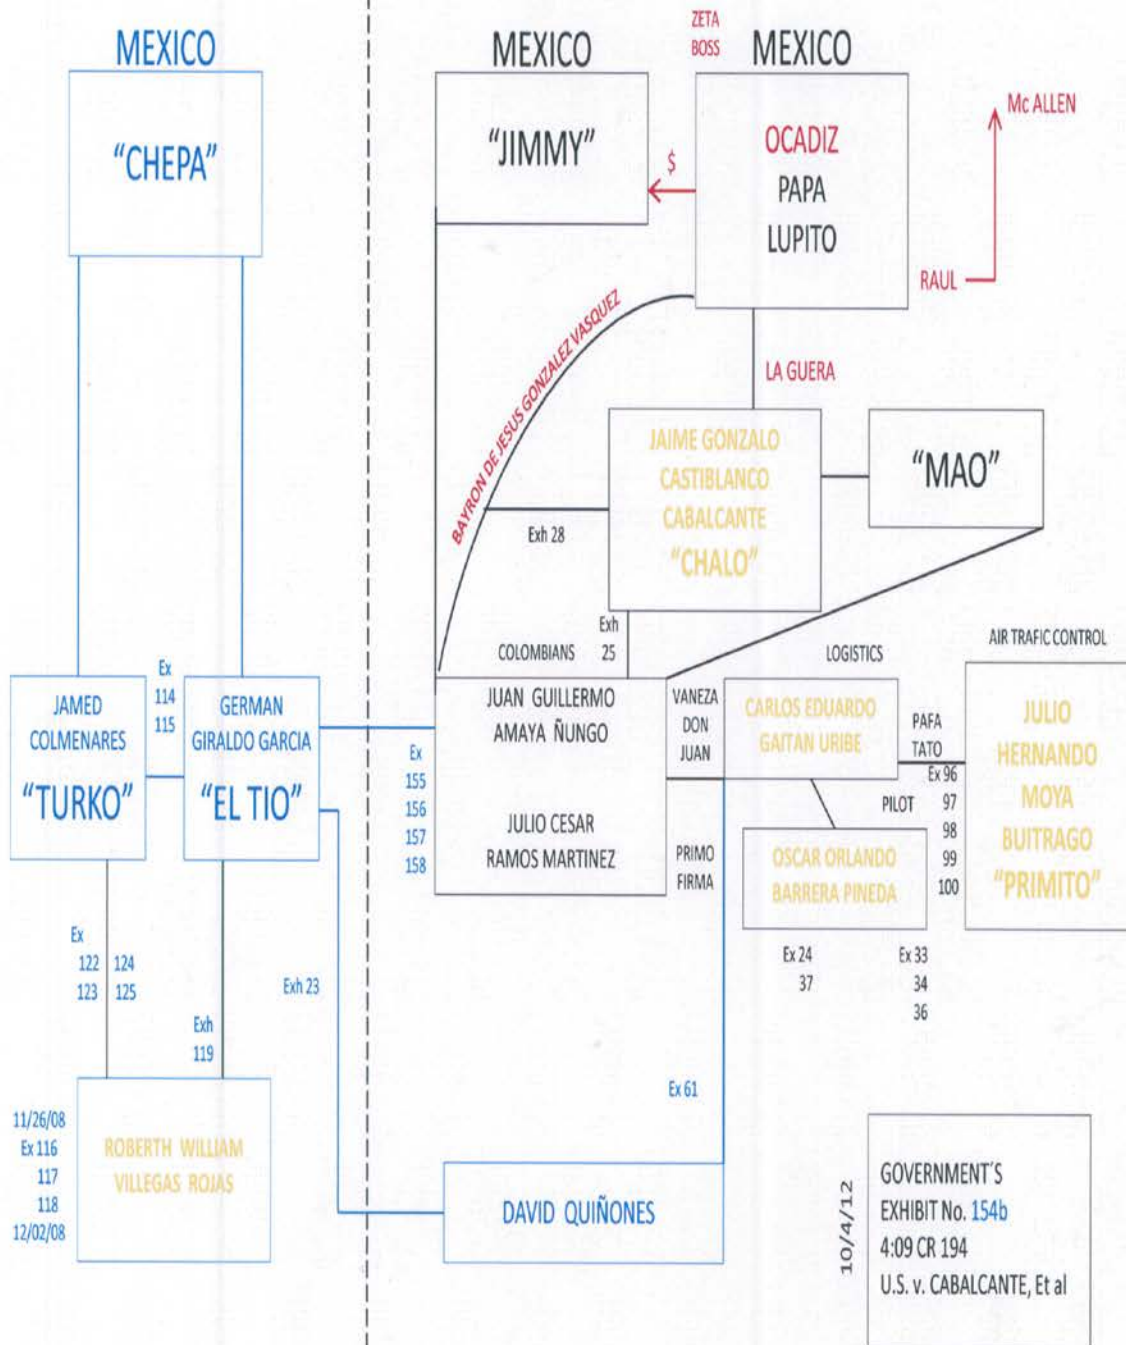 MEXICO
"CHEPA"
MEXICO
"JIMMY"
$
ZETA
BOSS
MEXICO
OCADIZ
PAPA
LUPITO
Mc ALLEN
RAUL
BAYRON DE JESUS GONZALEZ VASQUEZ
LA GUERA
JAIME GONZALO
CASTIBLANCO
CABALCANTE
"CHALO"
"MAO"
Exh 28
Exh
25
COLOMBIANS
LOGISTICS
AIR TRAFIC CONTROL
JAMED
COLMENARES
"TURKO"
Ex
114
115
GERMAN
GIRALDO GARCIA
"EL TIO"
Ex
155
156
157
158
JUAN GUILLERMO
AMAYA ÑUNGO
JULIO CESAR
RAMOS MARTINEZ
VANEZA
DON
JUAN
PRIMO
FIRMA
CARLOS EDUARDO
GAITAN URIBE
PAFA
TATO
Ex 96
97
98
99
100
PILOT
OSCAR ORLANDO
BARRERA PINEDA
JULIO
HERNANDO
MOYA
BUITRAGO
"PRIMITO"
Ex 24
37
Ex 33
34
36
Ex
122 124
123 125
Exh
119
Exh 23
Ex 61
11/26/08
Ex 116
117
118
12/02/08
ROBERTH WILLIAM
VILLEGAS ROJAS
DAVID QUIÑONES
10/4/12
GOVERNMENT´S
EXHIBIT No. 154b
4:09 CR 194
U.S. v. CABALCANTE, Et al